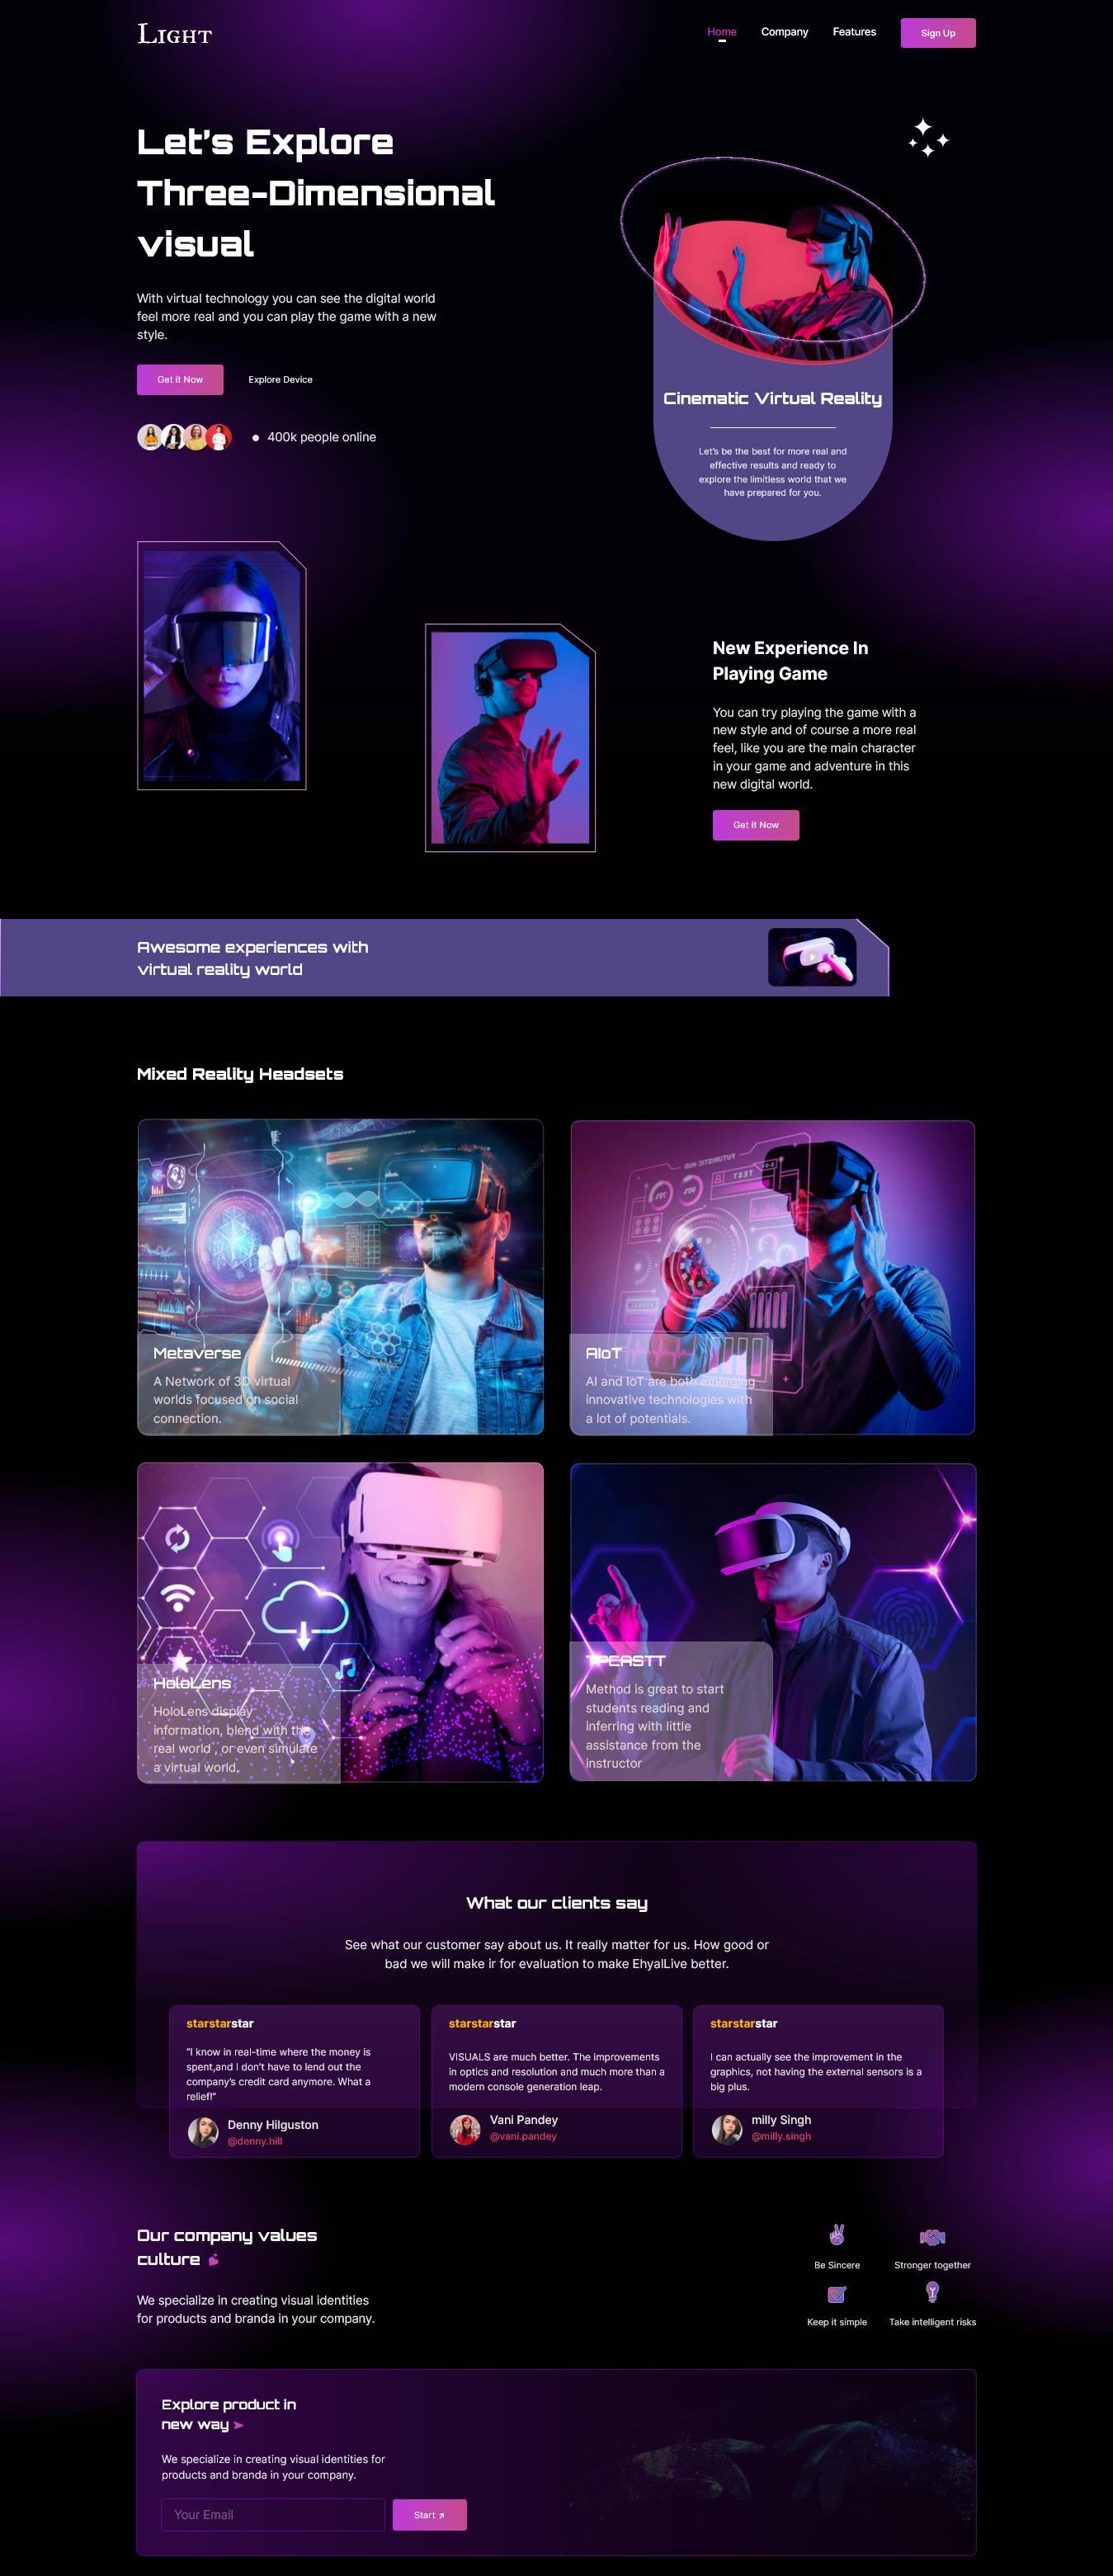 Light
Home
Company
Features
Sign Up
Let's Explore
Three-Dimensional
visual
With virtual technology you can see the digital world
feel more real and you can play the game with a new
style.
Get it Now
Explore Device
400k people online
Cinematic Virtual Reality
Let's be the best for more real and
effective results and ready to
explore the limitless world that we
have prepared for you.
New Experience In
Playing Game
You can try playing the game with a
new style and of course a more real
feel, like you are the main character
in your game and adventure in this
new digital world.
Get it Now
Awesome experiences with
virtual reality world
Mixed Reality Headsets
Metaverse
A Network of 3D virtual
worlds focused on social
connection.
TEST
AIoT
AI and IoT are both emerging
innovative technologies with
a lot of potentials.
HoloLens
HoloLens display
information, blend with the
real world , or even simulate
a virtual world.
TPEASTT
Method is great to start
students reading and
inferring with little
assistance from the
instructor
What our clients say
See what our customer say about us. It really matter for us. How good or
bad we will make ir for evaluation to make EhyalLive better.
starstarstar
"I know in real-time where the money is
spent,and I don't have to lend out the
company's credit card anymore. What a
relief!"
Denny Hilguston
@denny.hill
starstarstar
VISUALS are much better. The improvements
in optics and resolution and much more than a
modern console generation leap.
Vani Pandey
@vani.pandey
starstarstar
I can actually see the improvement in the
graphics, not having the external sensors is a
big plus.
milly Singh
@milly.singh
Our company values
culture
We specialize in creating visual identities
for products and branda in your company.
Be Sincere
Stronger together
Keep it simple
Take intelligent risks
Explore product in
new way
We specialize in creating visual identities for
products and branda in your company.
Your Email
Start